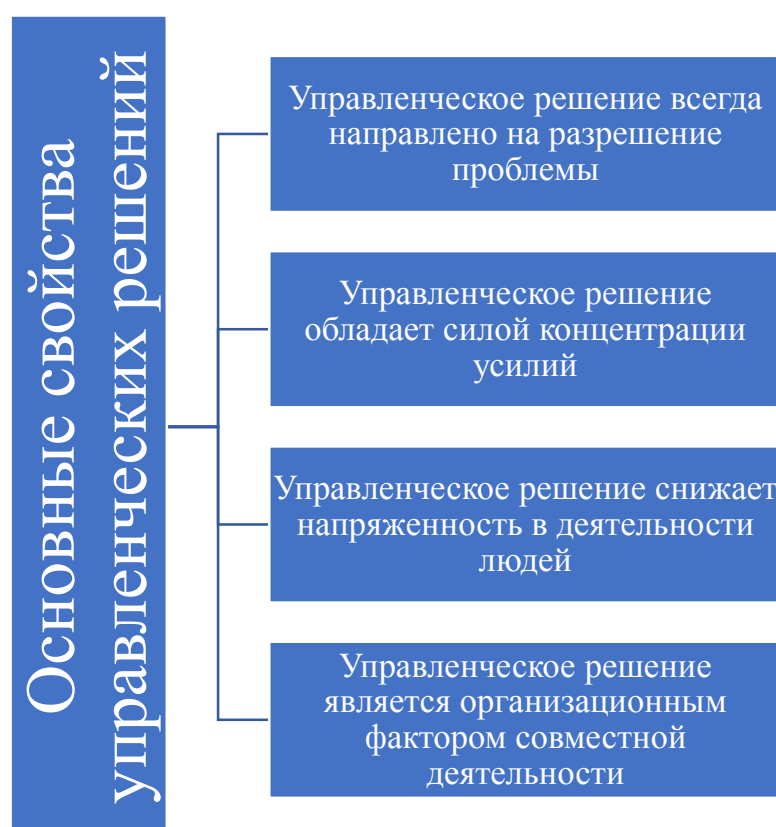 Основные свойства
управленческих решений
Управленческое решение всегда
направлено на разрешение
проблемы
Управленческое решение
обладает силой концентрации
усилий
Управленческое решение снижает
напряженность в деятельности
людей
Управленческое решение
является организационным
фактором совместной
деятельности